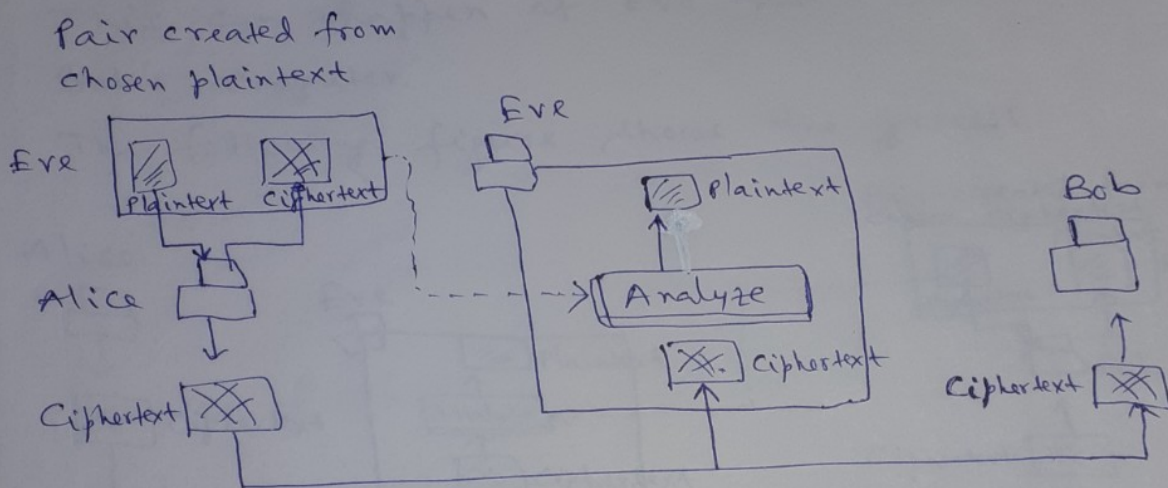 Pair created from
chosen plaintext
Eve
Eve
Plaintext
Ciphertext
Plaintext
Bob
Alice
Analyze
Ciphertext
Ciphertext
Ciphertext